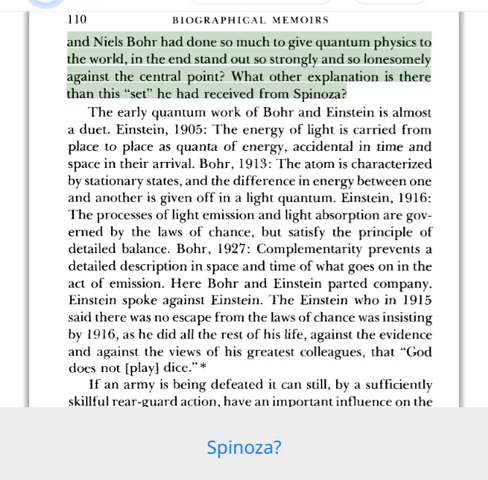 110 BIOGRAPHICAL MEMOIRS
and Niels Bohr had done so much to give quantum physics to
the world, in the end stand out so strongly and so lonesomely
against the central point? What other explanation is there
than this “set” he had received from Spinoza?
The early quantum work of Bohr and Einstein is almost
a duet. Einstein, 1905: The energy of light is carried from
place to place as quanta of energy, accidental in time and
space in their arrival. Bohr, 1913: The atom is characterized
by stationary states, and the difference in energy between one
and another is given off in a light quantum. Einstein, 1916:
The processes of light emission and light absorption are gov-
erned by the laws of chance, but satisfy the principle of
detailed balance. Bohr, 1927: Complementarity prevents a
detailed description in space and time of what goes on in the
act of emission. Here Bohr and Einstein parted company.
Einstein spoke against Einstein. The Einstein who in 1915
said there was no escape from the laws of chance was insisting
by 1916, as he did all the rest of his life, against the evidence
and against the views of his greatest colleagues, that “God
does not [play] dice.”*
If an army is being defeated it can still, by a sufficiently
skillful rear-guard action, have an important influence on the
Spinoza?